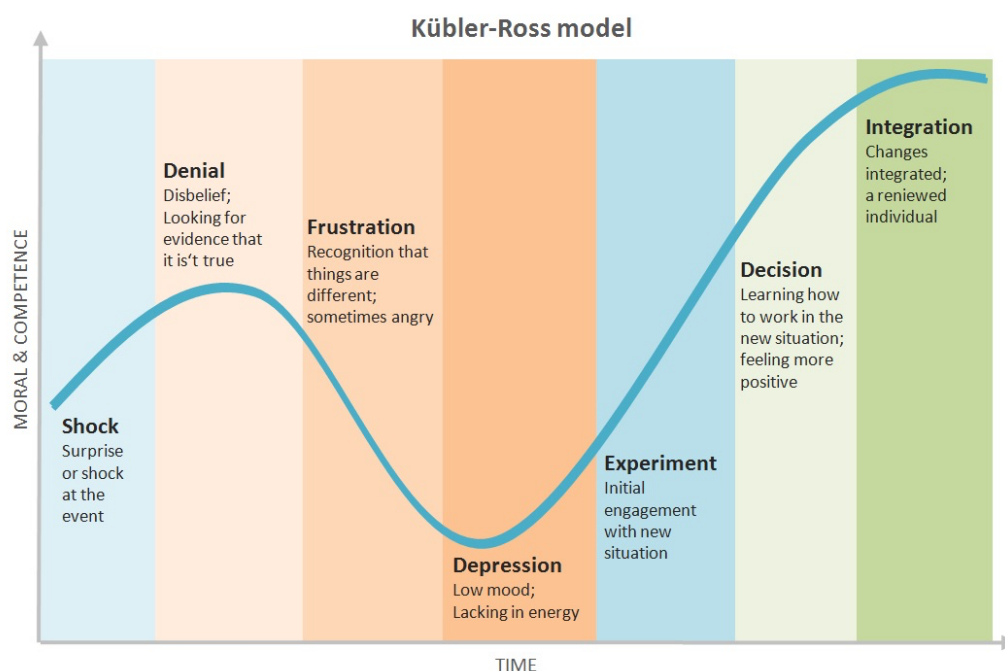 Kübler-Ross model
MORAL & COMPETENCE
Shock
Surprise
or shock
at the
event
Denial
Disbelief;
Looking for
evidence that
it is‘t true
Frustration
Recognition that
things are
different;
sometimes angry
Depression
Low mood;
Lacking in energy
Experiment
Initial
engagement
with new
situation
Decision
Learning how
to work in the
new situation;
feeling more
positive
Integration
Changes
integrated;
a reniewed
individual
TIME